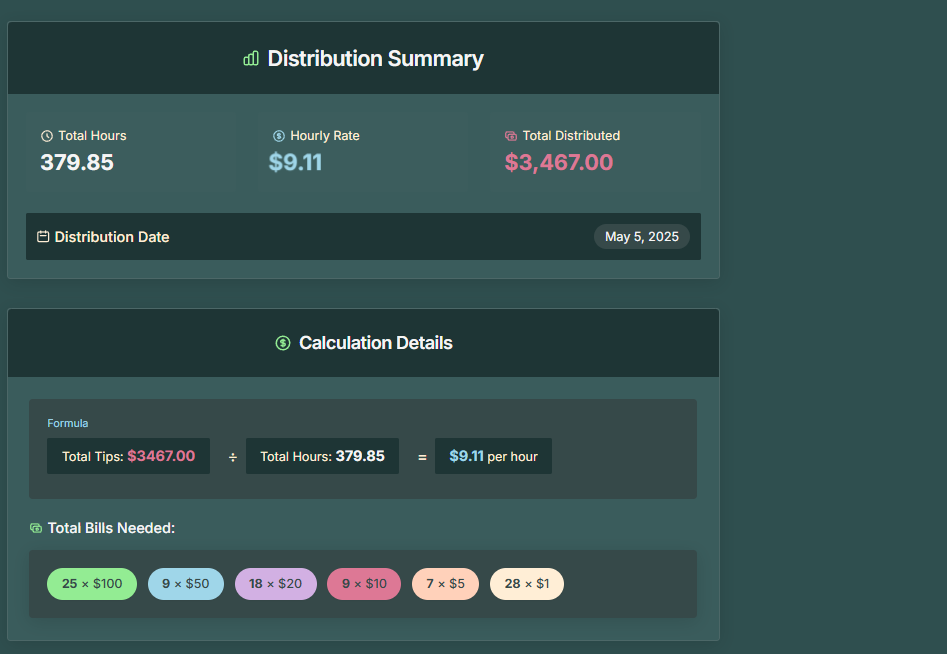 Distribution Summary
Total Hours
379.85
Hourly Rate
$9.11
Total Distributed
$3,467.00
Distribution Date
May 5, 2025
Calculation Details
Formula
Total Tips: $3467.00 ÷ Total Hours: 379.85 = $9.11 per hour
Total Bills Needed:
25 × $100 9 × $50 18 × $20 9 × $10 7 × $5 28 × $1